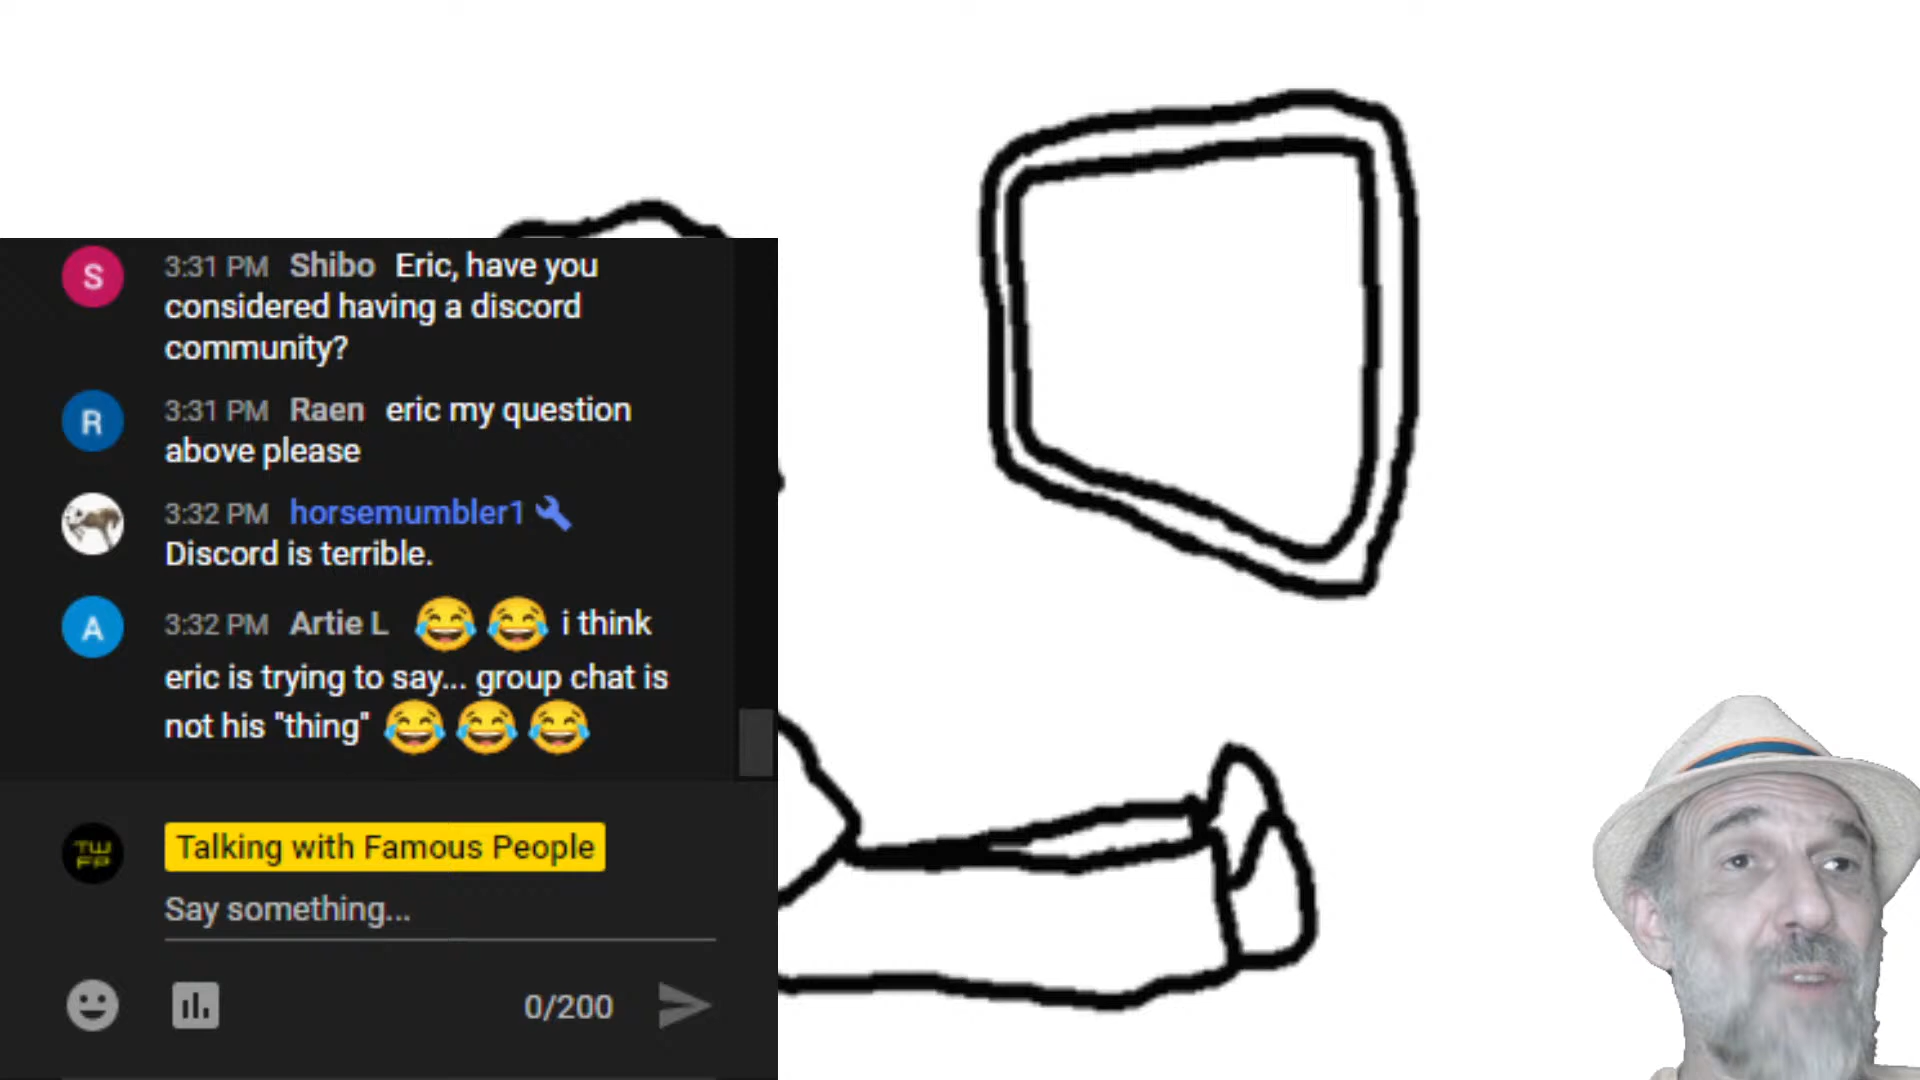 S 3:31 PM Shibo Eric, have you
considered having a discord
community?
R 3:31 PM Raen eric my question
above please
3:32 PM horsemumbler1
Discord is terrible.
A 3:32 PM Artie L 😂 😂 i think
eric is trying to say... group chat is
not his "thing" 😂 😂 😂
TW
FP
Talking with Famous People
Say something...
0/200